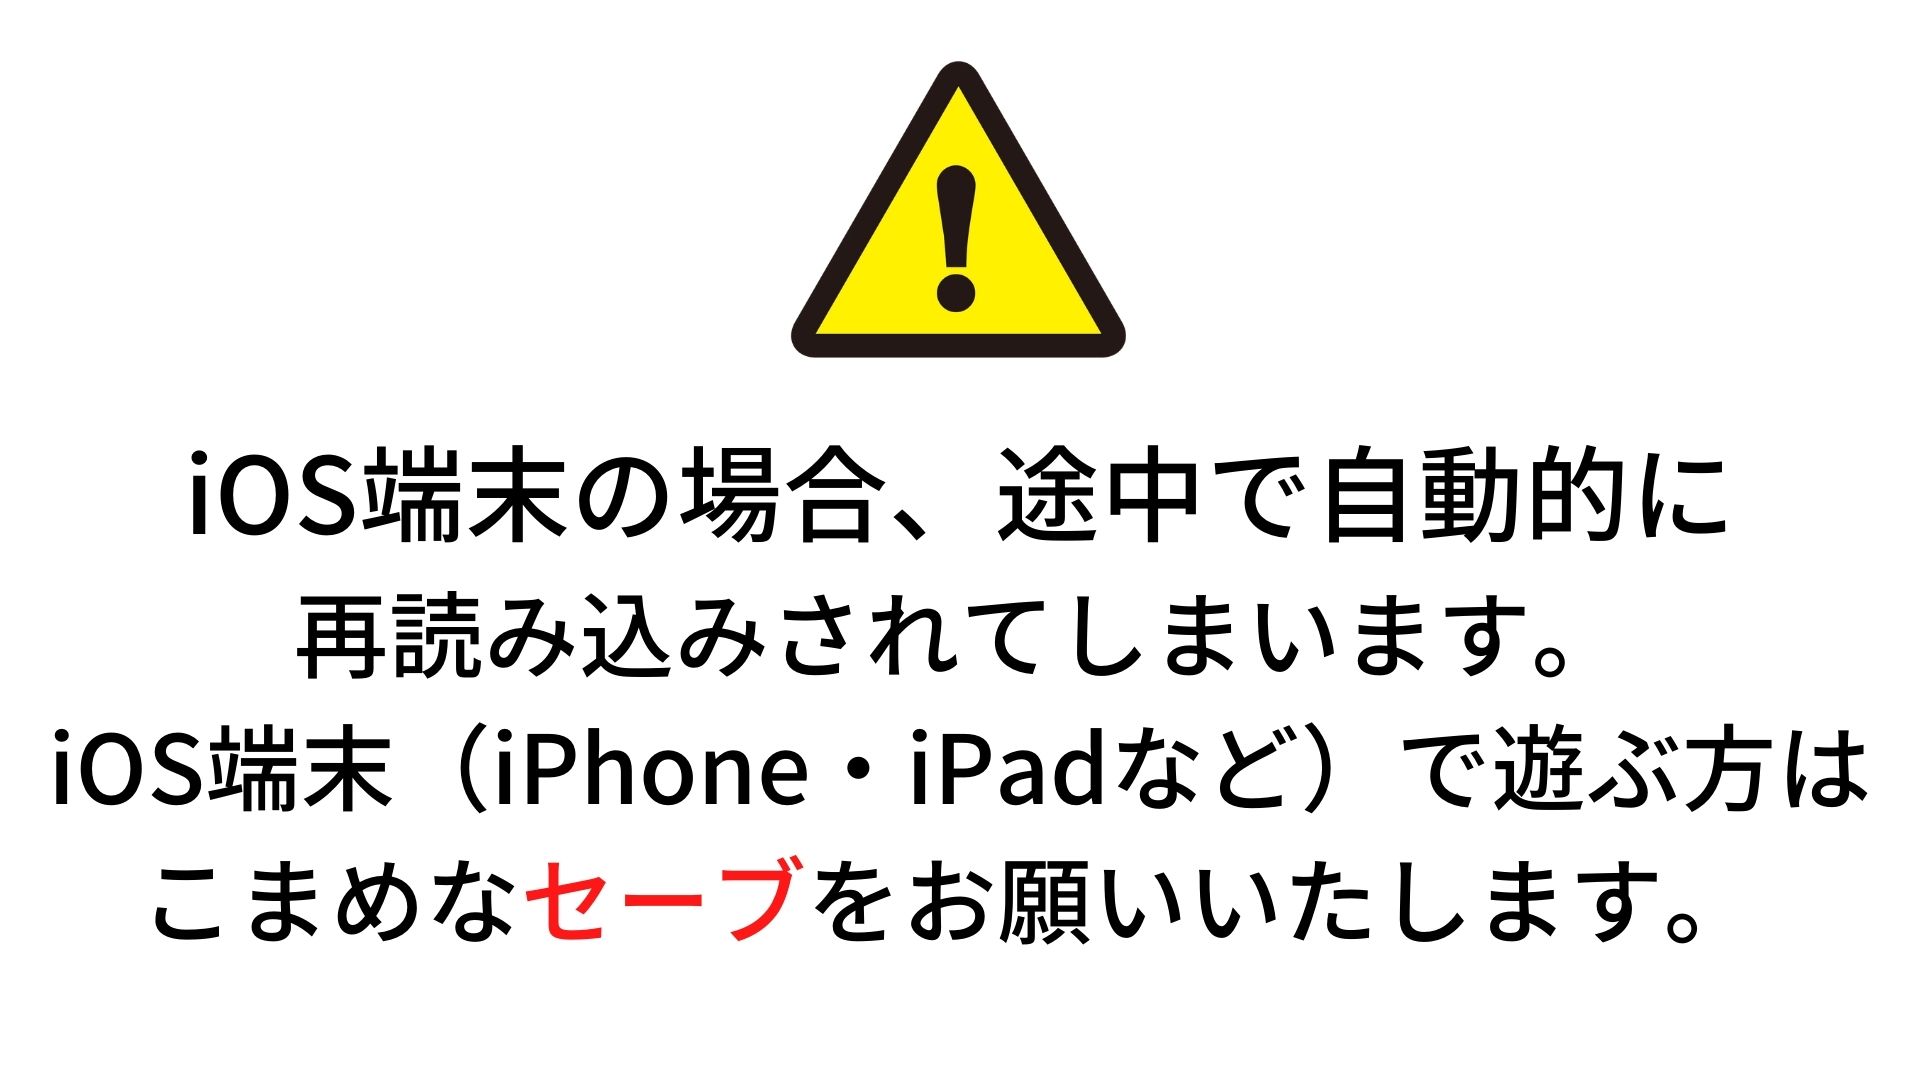 iOS端末の場合、途中で自動的に
再読み込みされてしまいます。
iOS端末（iPhone・iPadなど）で遊ぶ方は
こまめなセーブをお願いいたします。